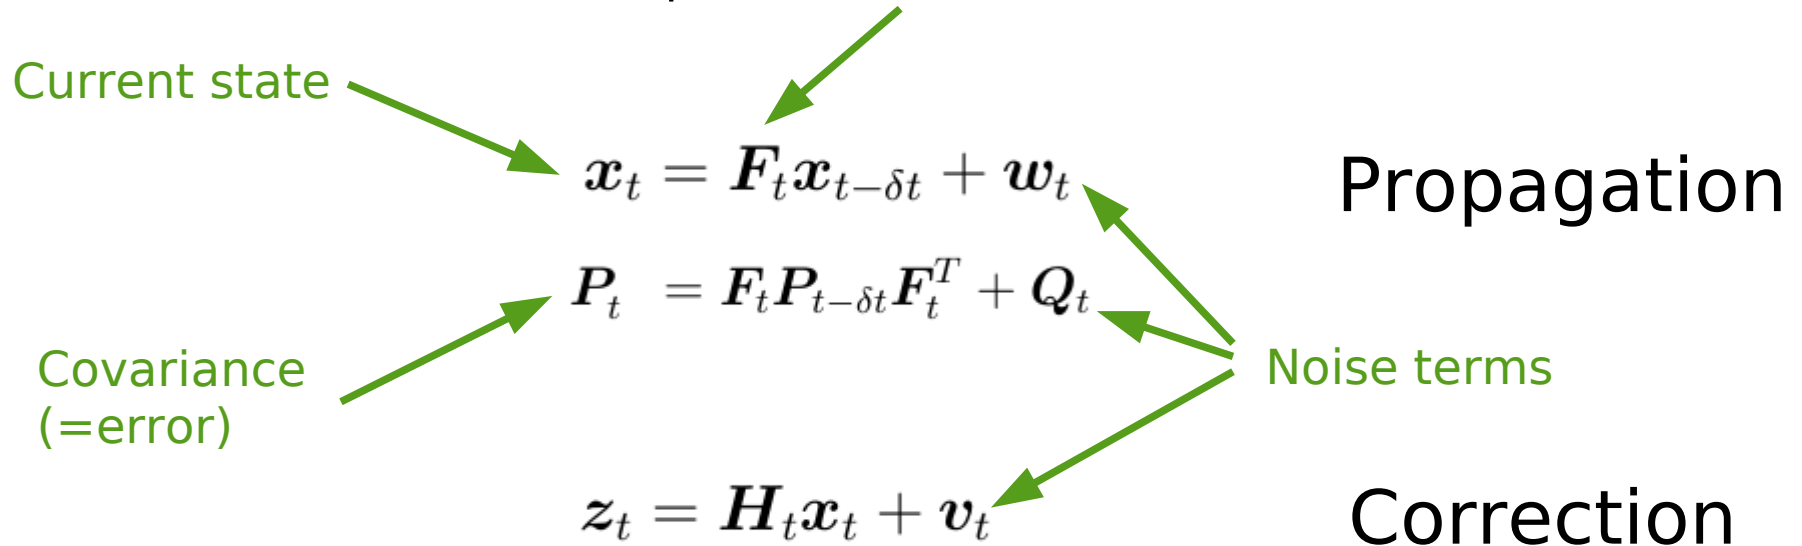 Current state
𝒙_t = 𝑭_t 𝒙_{t−δt} + 𝒘_t
Propagation
𝑷_t = 𝑭_t 𝑷_{t−δt} 𝑭_t^T + 𝑸_t
Covariance
(=error)
Noise terms
𝒛_t = 𝑯_t 𝒙_t + 𝒗_t
Correction